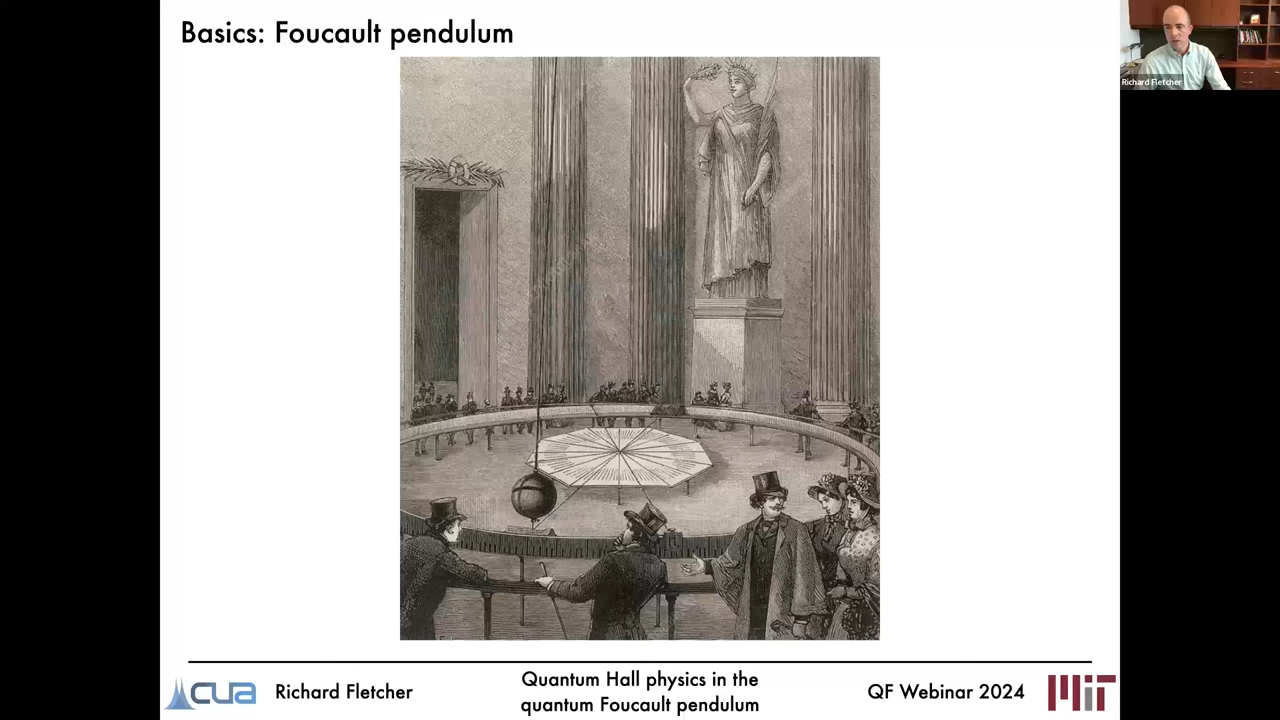 Basics: Foucault pendulum
Richard Fletcher
CUA
Richard Fletcher
Quantum Hall physics in the
quantum Foucault pendulum
QF Webinar 2024
MIT